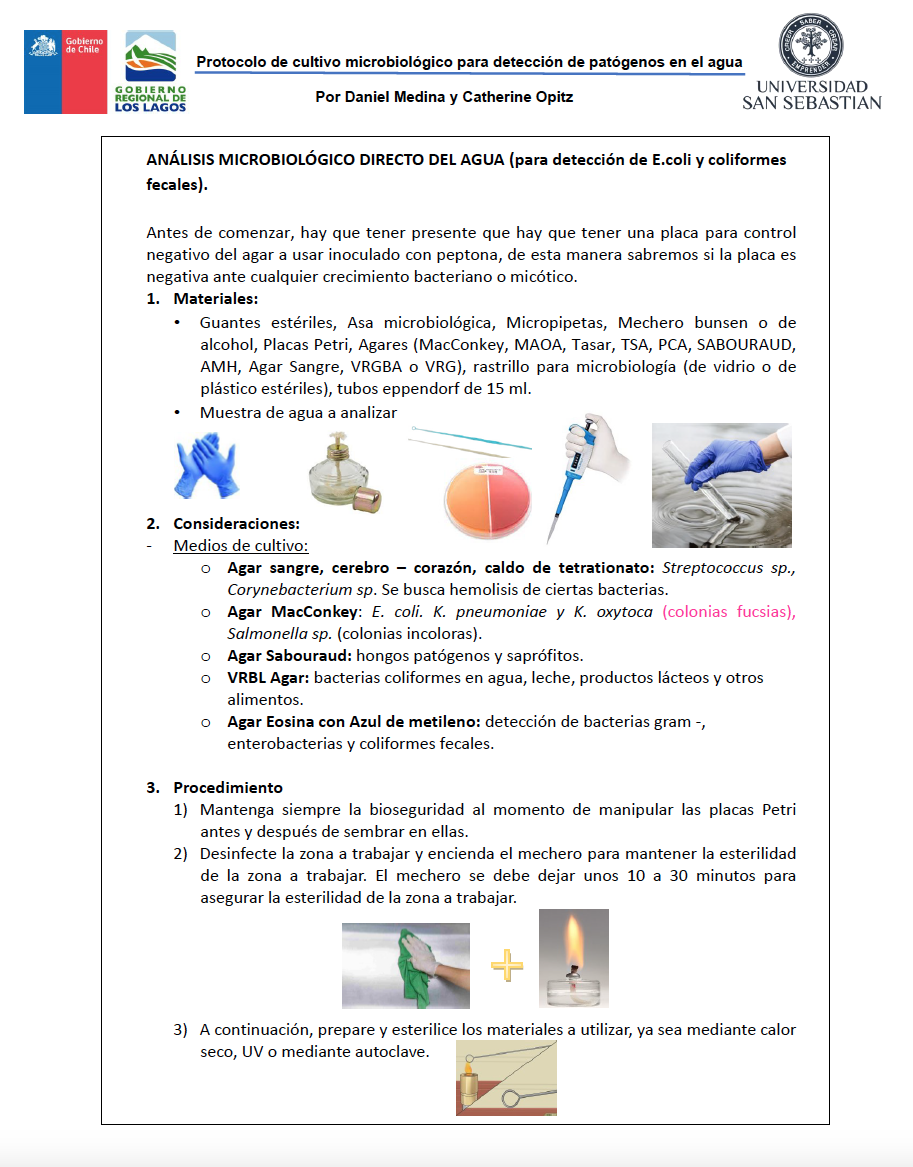 Gobierno
de Chile
GOBIERNO
REGIONAL DE
LOS LAGOS
Protocolo de cultivo microbiológico para detección de patógenos en el agua
Por Daniel Medina y Catherine Opitz
CREER SABER CREAR
EMPRENDER
UNIVERSIDAD
SAN SEBASTIAN
ANÁLISIS MICROBIOLÓGICO DIRECTO DEL AGUA (para detección de E.coli y coliformes
fecales).
Antes de comenzar, hay que tener presente que hay que tener una placa para control
negativo del agar a usar inoculado con peptona, de esta manera sabremos si la placa es
negativa ante cualquier crecimiento bacteriano o micótico.
1. Materiales:
• Guantes estériles, Asa microbiológica, Micropipetas, Mechero bunsen o de
alcohol, Placas Petri, Agares (MacConkey, MAOA, Tasar, TSA, PCA, SABOURAUD,
AMH, Agar Sangre, VRGBA o VRG), rastrillo para microbiología (de vidrio o de
plástico estériles), tubos eppendorf de 15 ml.
• Muestra de agua a analizar
2. Consideraciones:
- Medios de cultivo:
o Agar sangre, cerebro – corazón, caldo de tetrationato: Streptococcus sp.,
Corynebacterium sp. Se busca hemolisis de ciertas bacterias.
o Agar MacConkey: E. coli. K. pneumoniae y K. oxytoca (colonias fucsias),
Salmonella sp. (colonias incoloras).
o Agar Sabouraud: hongos patógenos y saprófitos.
o VRBL Agar: bacterias coliformes en agua, leche, productos lácteos y otros
alimentos.
o Agar Eosina con Azul de metileno: detección de bacterias gram -,
enterobacterias y coliformes fecales.
3. Procedimiento
1) Mantenga siempre la bioseguridad al momento de manipular las placas Petri
antes y después de sembrar en ellas.
2) Desinfecte la zona a trabajar y encienda el mechero para mantener la esterilidad
de la zona a trabajar. El mechero se debe dejar unos 10 a 30 minutos para
asegurar la esterilidad de la zona a trabajar.
3) A continuación, prepare y esterilice los materiales a utilizar, ya sea mediante calor
seco, UV o mediante autoclave.